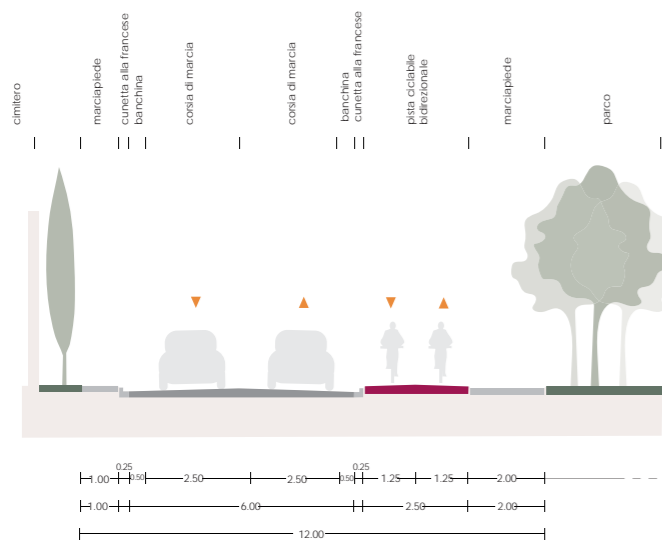 cimitero
marciapiede
cunetta alla francese
banchina
corsia di marcia
corsia di marcia
banchina
cunetta alla francese
pista ciclabile
bidirezionale
marciapiede
parco
0.25
0.25
1.00
0.50
2.50
2.50
0.50
1.25
1.25
2.00
1.00
6.00
2.50
2.00
12.00